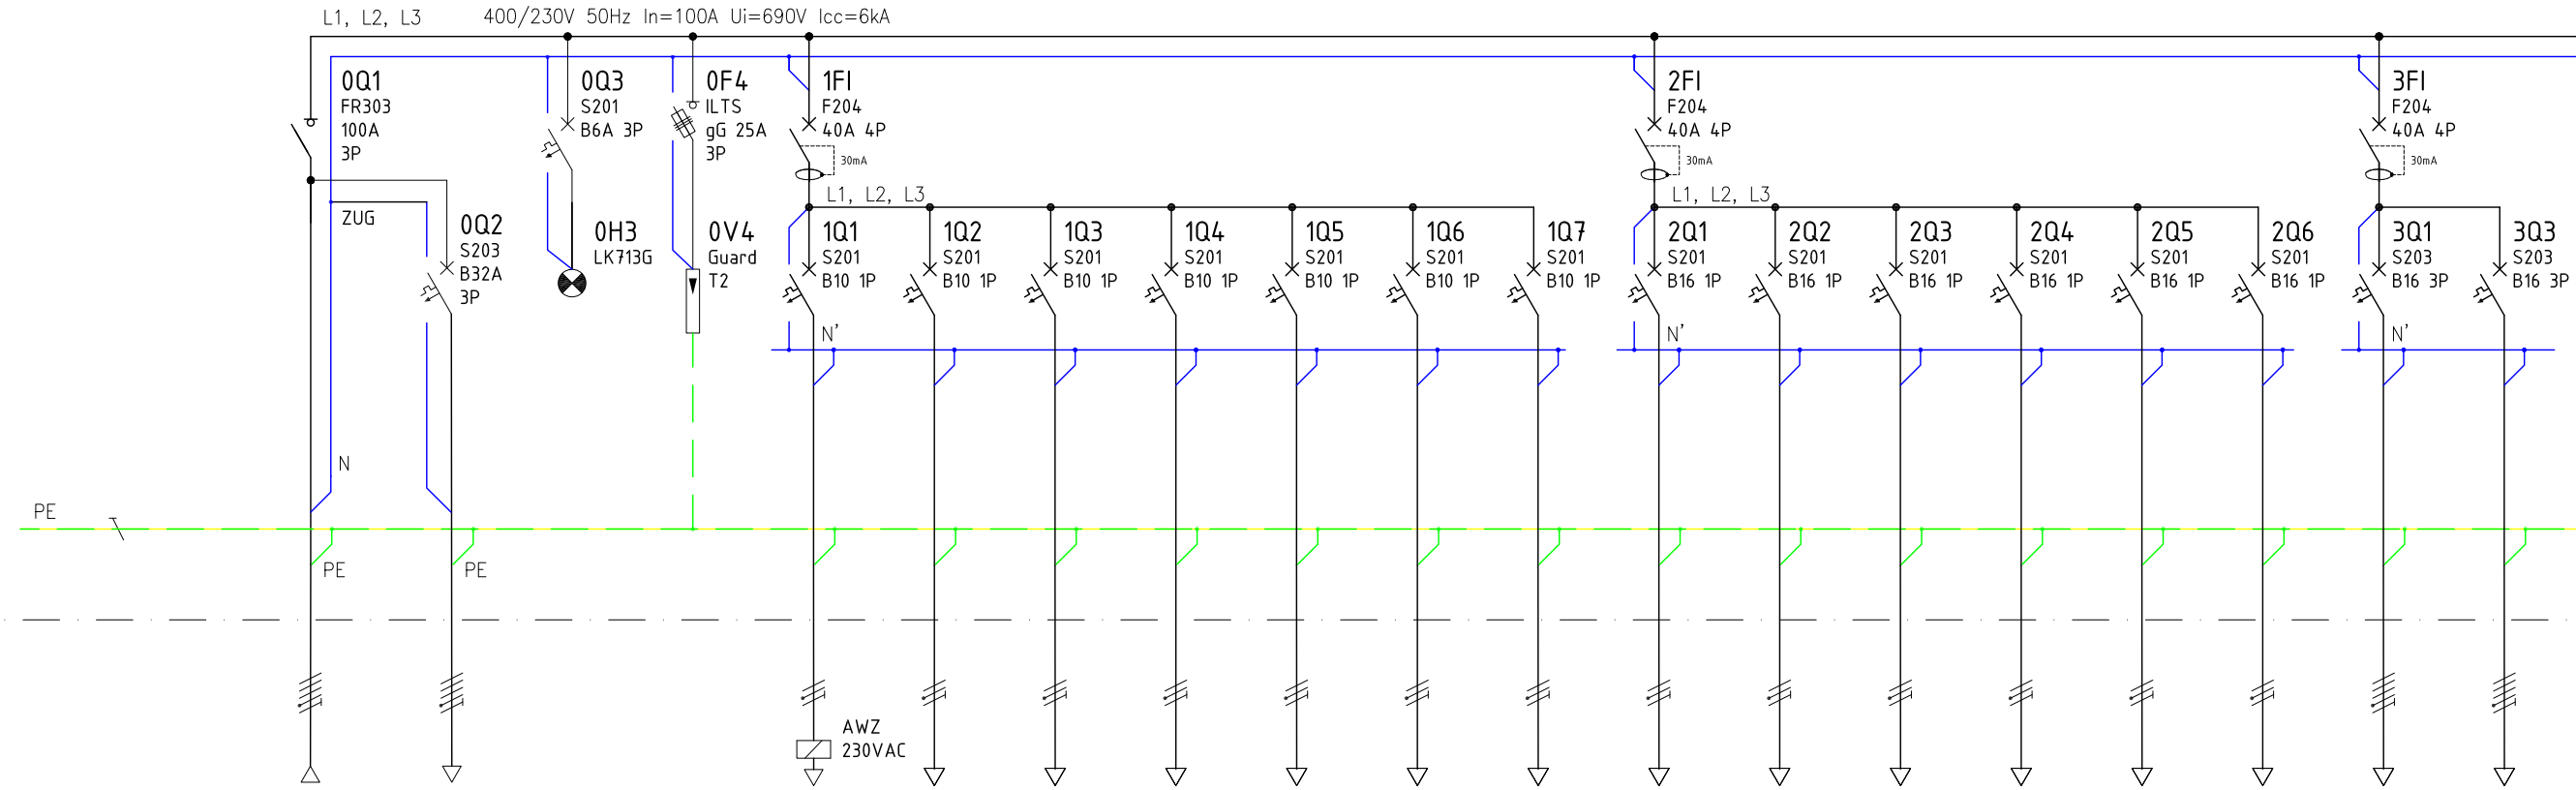 L1, L2, L3 400/230V 50Hz In=100A Ui=690V Icc=6kA
0Q1
FR303
100A
3P
0Q3
S201
B6A 3P
0F4
ILTS
gG 25A
3P
1FI
F204
40A 4P
30mA
2FI
F204
40A 4P
30mA
3FI
F204
40A 4P
30mA
ZUG
0Q2
S203
B32A
3P
0H3
LK713G
0V4
Guard
T2
L1, L2, L3
1Q1
S201
B10 1P
1Q2
S201
B10 1P
1Q3
S201
B10 1P
1Q4
S201
B10 1P
1Q5
S201
B10 1P
1Q6
S201
B10 1P
1Q7
S201
B10 1P
L1, L2, L3
2Q1
S201
B16 1P
2Q2
S201
B16 1P
2Q3
S201
B16 1P
2Q4
S201
B16 1P
2Q5
S201
B16 1P
2Q6
S201
B16 1P
3Q1
S203
B16 3P
3Q3
S203
B16 3P
N'
N'
N'
N
PE
PE
PE
AWZ
230VAC